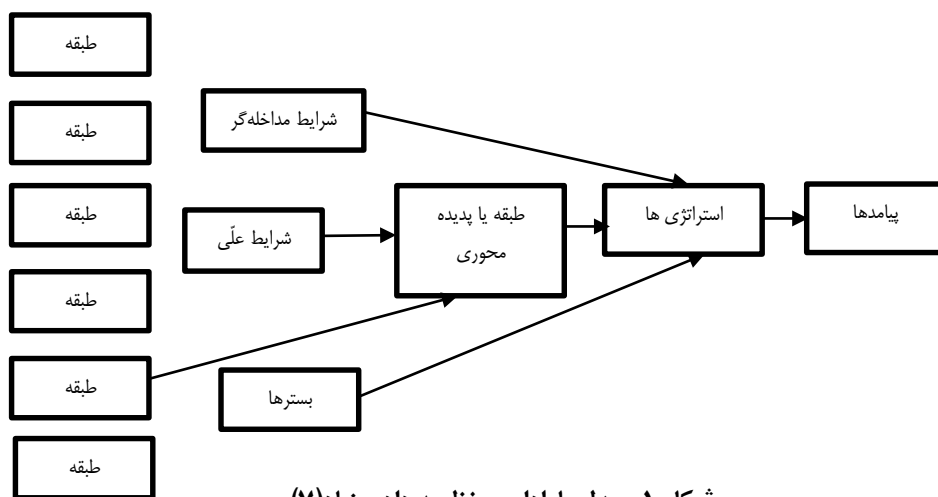 طبقه
طبقه
طبقه
طبقه
طبقه
طبقه
شرایط مداخله‌گر
شرایط علّی
بسترها
طبقه یا پدیده
محوری
استراتژی ها
پیامدها